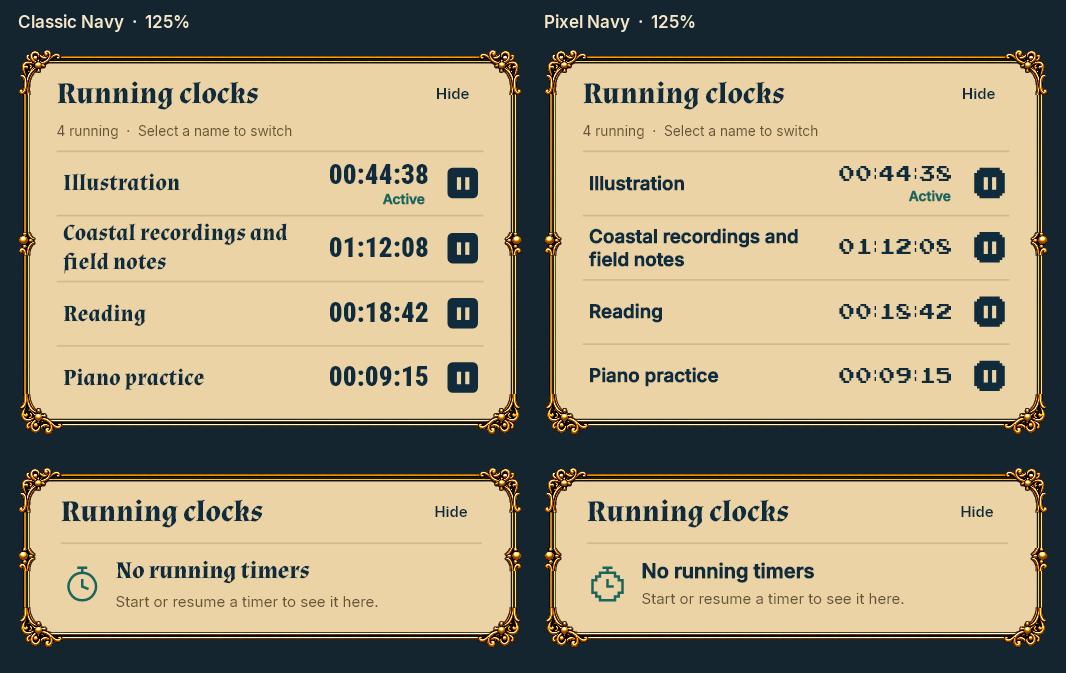 Classic Navy · 125%
Running clocks
Hide
4 running · Select a name to switch
Illustration
00:44:38
Active
Coastal recordings and
field notes
01:12:08
Reading
00:18:42
Piano practice
00:09:15
Running clocks
Hide
No running timers
Start or resume a timer to see it here.
Pixel Navy · 125%
Running clocks
Hide
4 running · Select a name to switch
Illustration
00:44:38
Active
Coastal recordings and
field notes
01:12:08
Reading
00:18:42
Piano practice
00:09:15
Running clocks
Hide
No running timers
Start or resume a timer to see it here.